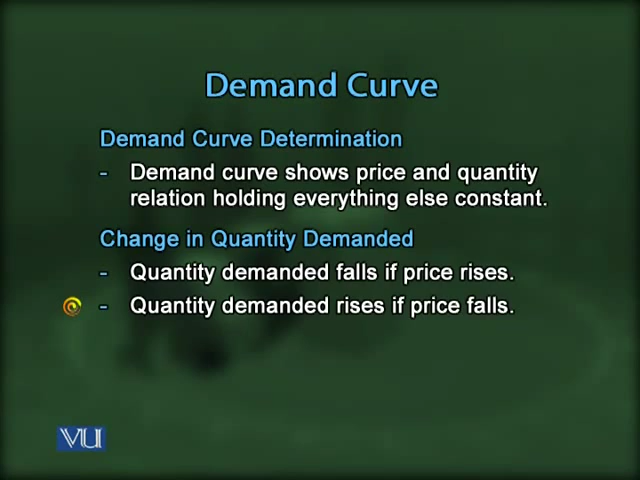 Demand Curve
Demand Curve Determination
- Demand curve shows price and quantity
relation holding everything else constant.
Change in Quantity Demanded
- Quantity demanded falls if price rises.
- Quantity demanded rises if price falls.
VU